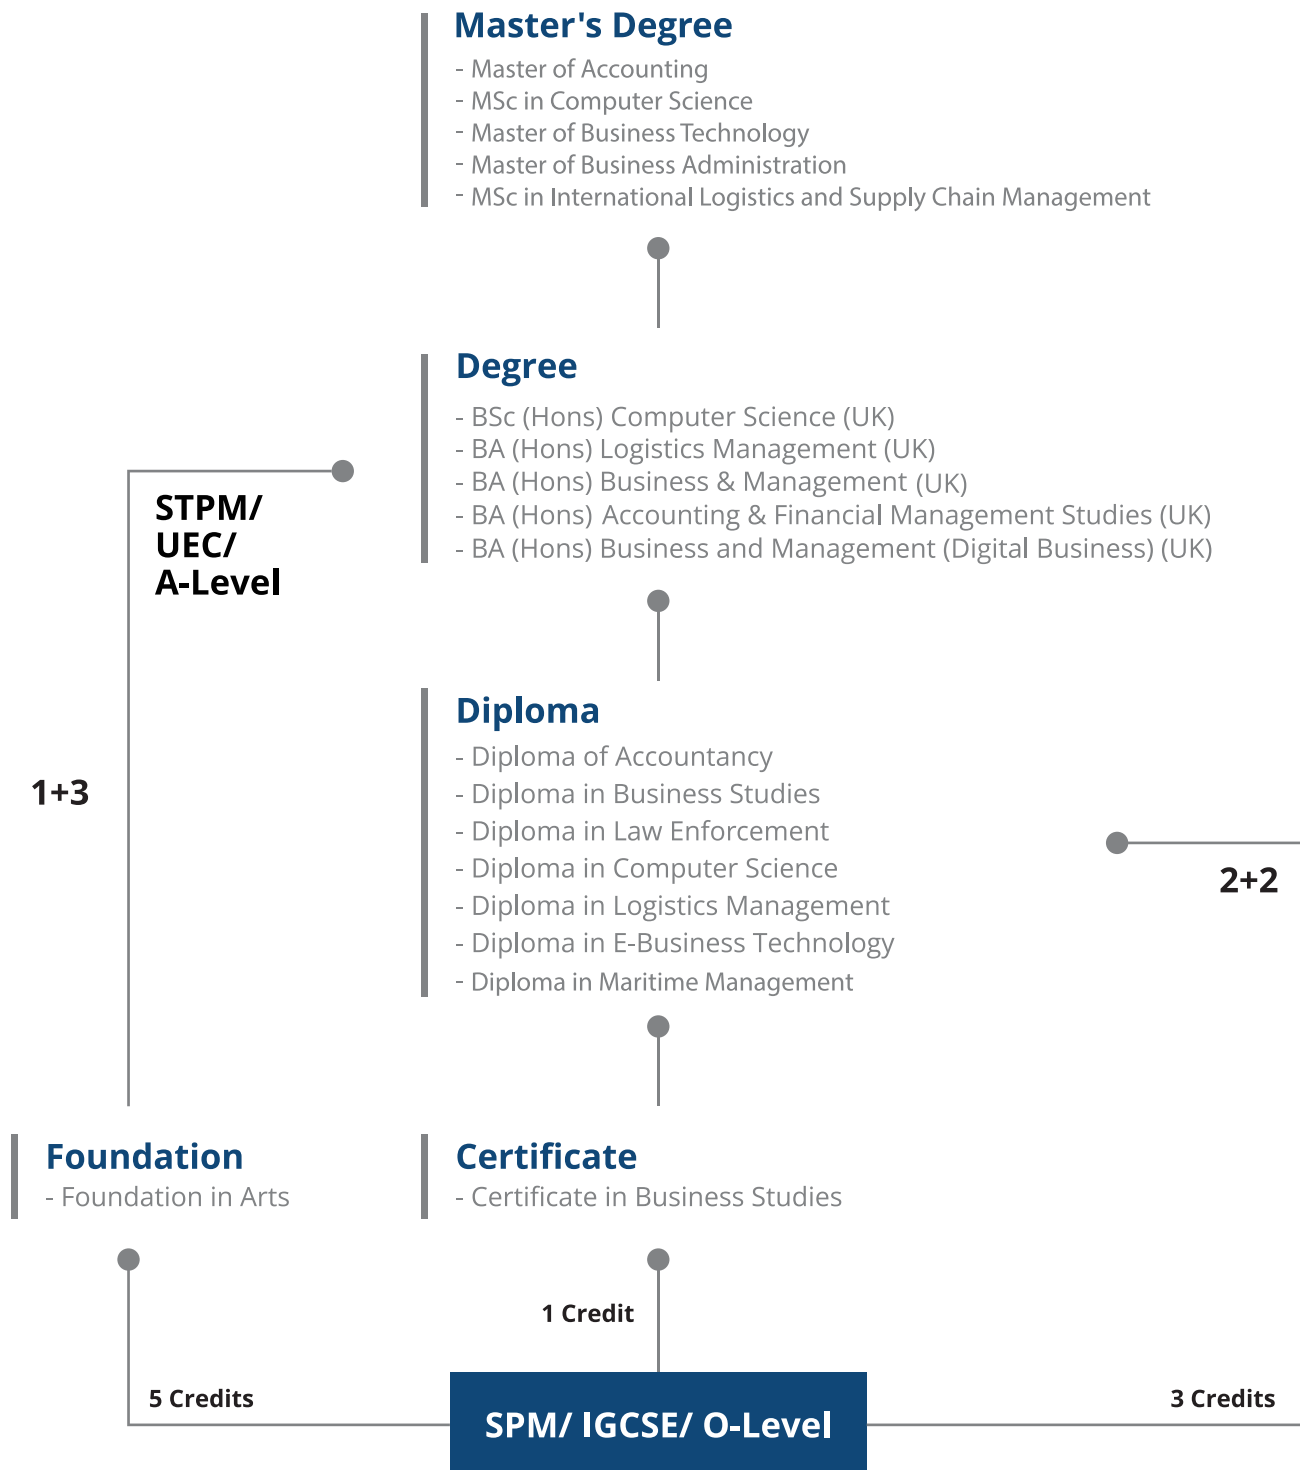 Master's Degree
- Master of Accounting
- MSc in Computer Science
- Master of Business Technology
- Master of Business Administration
- MSc in International Logistics and Supply Chain Management
Degree
- BSc (Hons) Computer Science (UK)
- BA (Hons) Logistics Management (UK)
- BA (Hons) Business & Management (UK)
- BA (Hons) Accounting & Financial Management Studies (UK)
- BA (Hons) Business and Management (Digital Business) (UK)
STPM/
UEC/
A-Level
Diploma
- Diploma of Accountancy
- Diploma in Business Studies
- Diploma in Law Enforcement
- Diploma in Computer Science
- Diploma in Logistics Management
- Diploma in E-Business Technology
- Diploma in Maritime Management
1+3
2+2
Foundation
- Foundation in Arts
Certificate
- Certificate in Business Studies
1 Credit
5 Credits
3 Credits
SPM/ IGCSE/ O-Level